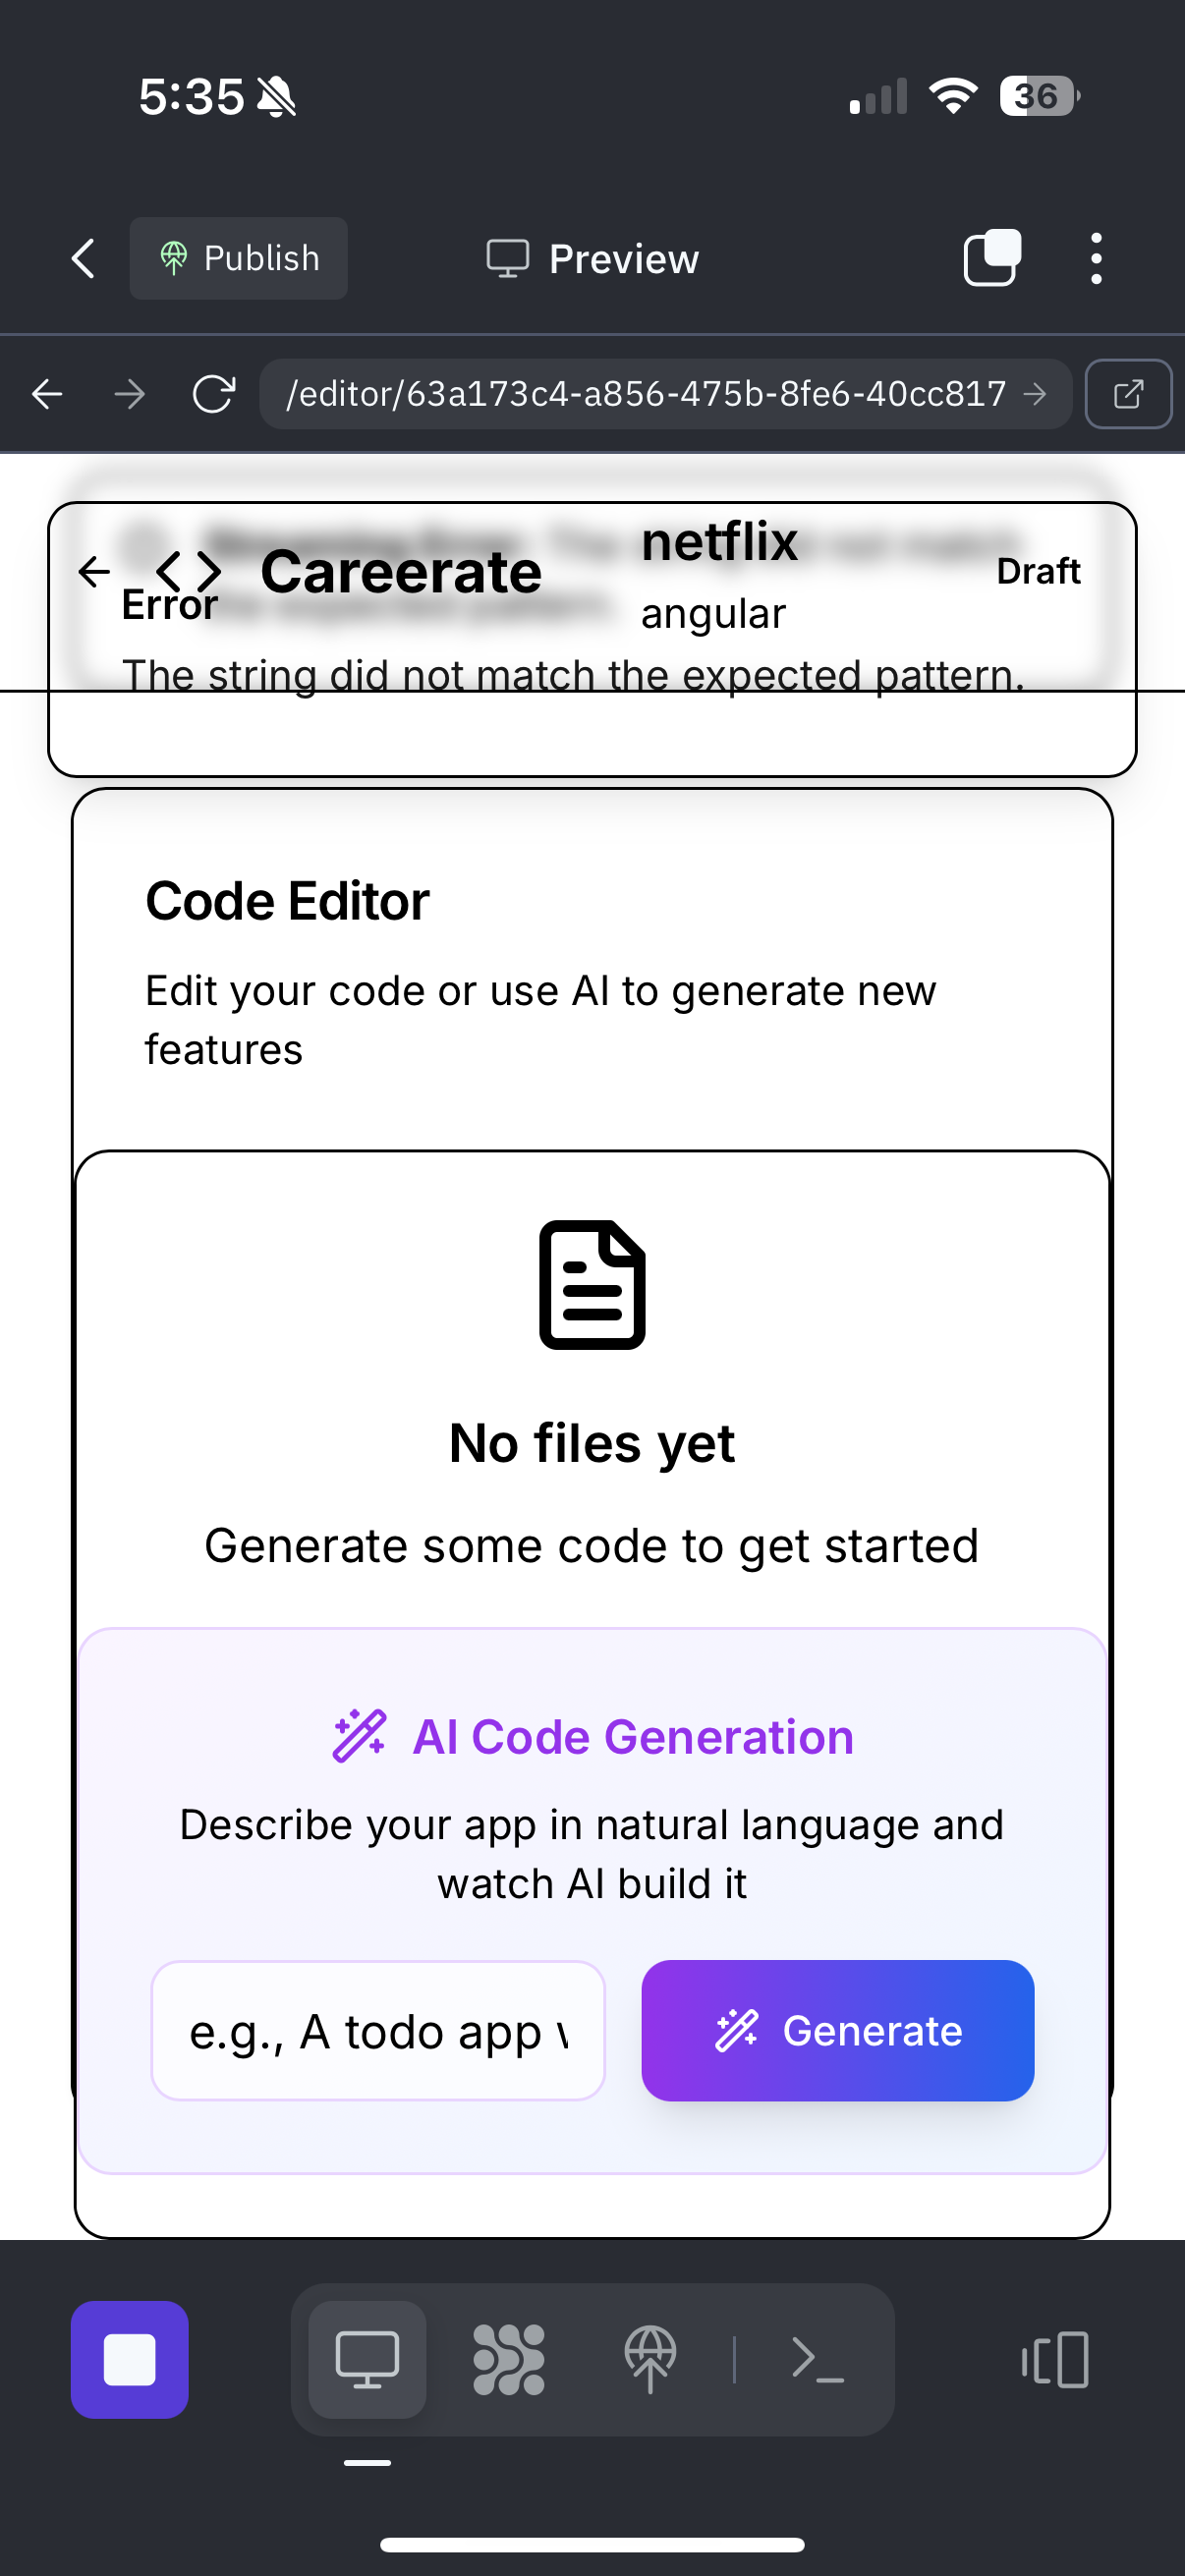 5:35
36
Publish
Preview
/editor/63a173c4-a856-475b-8fe6-40cc817
Careerate
netflix
angular
Draft
Error
The string did not match the expected pattern.
Code Editor
Edit your code or use AI to generate new
features
No files yet
Generate some code to get started
AI Code Generation
Describe your app in natural language and
watch AI build it
e.g., A todo app
Generate